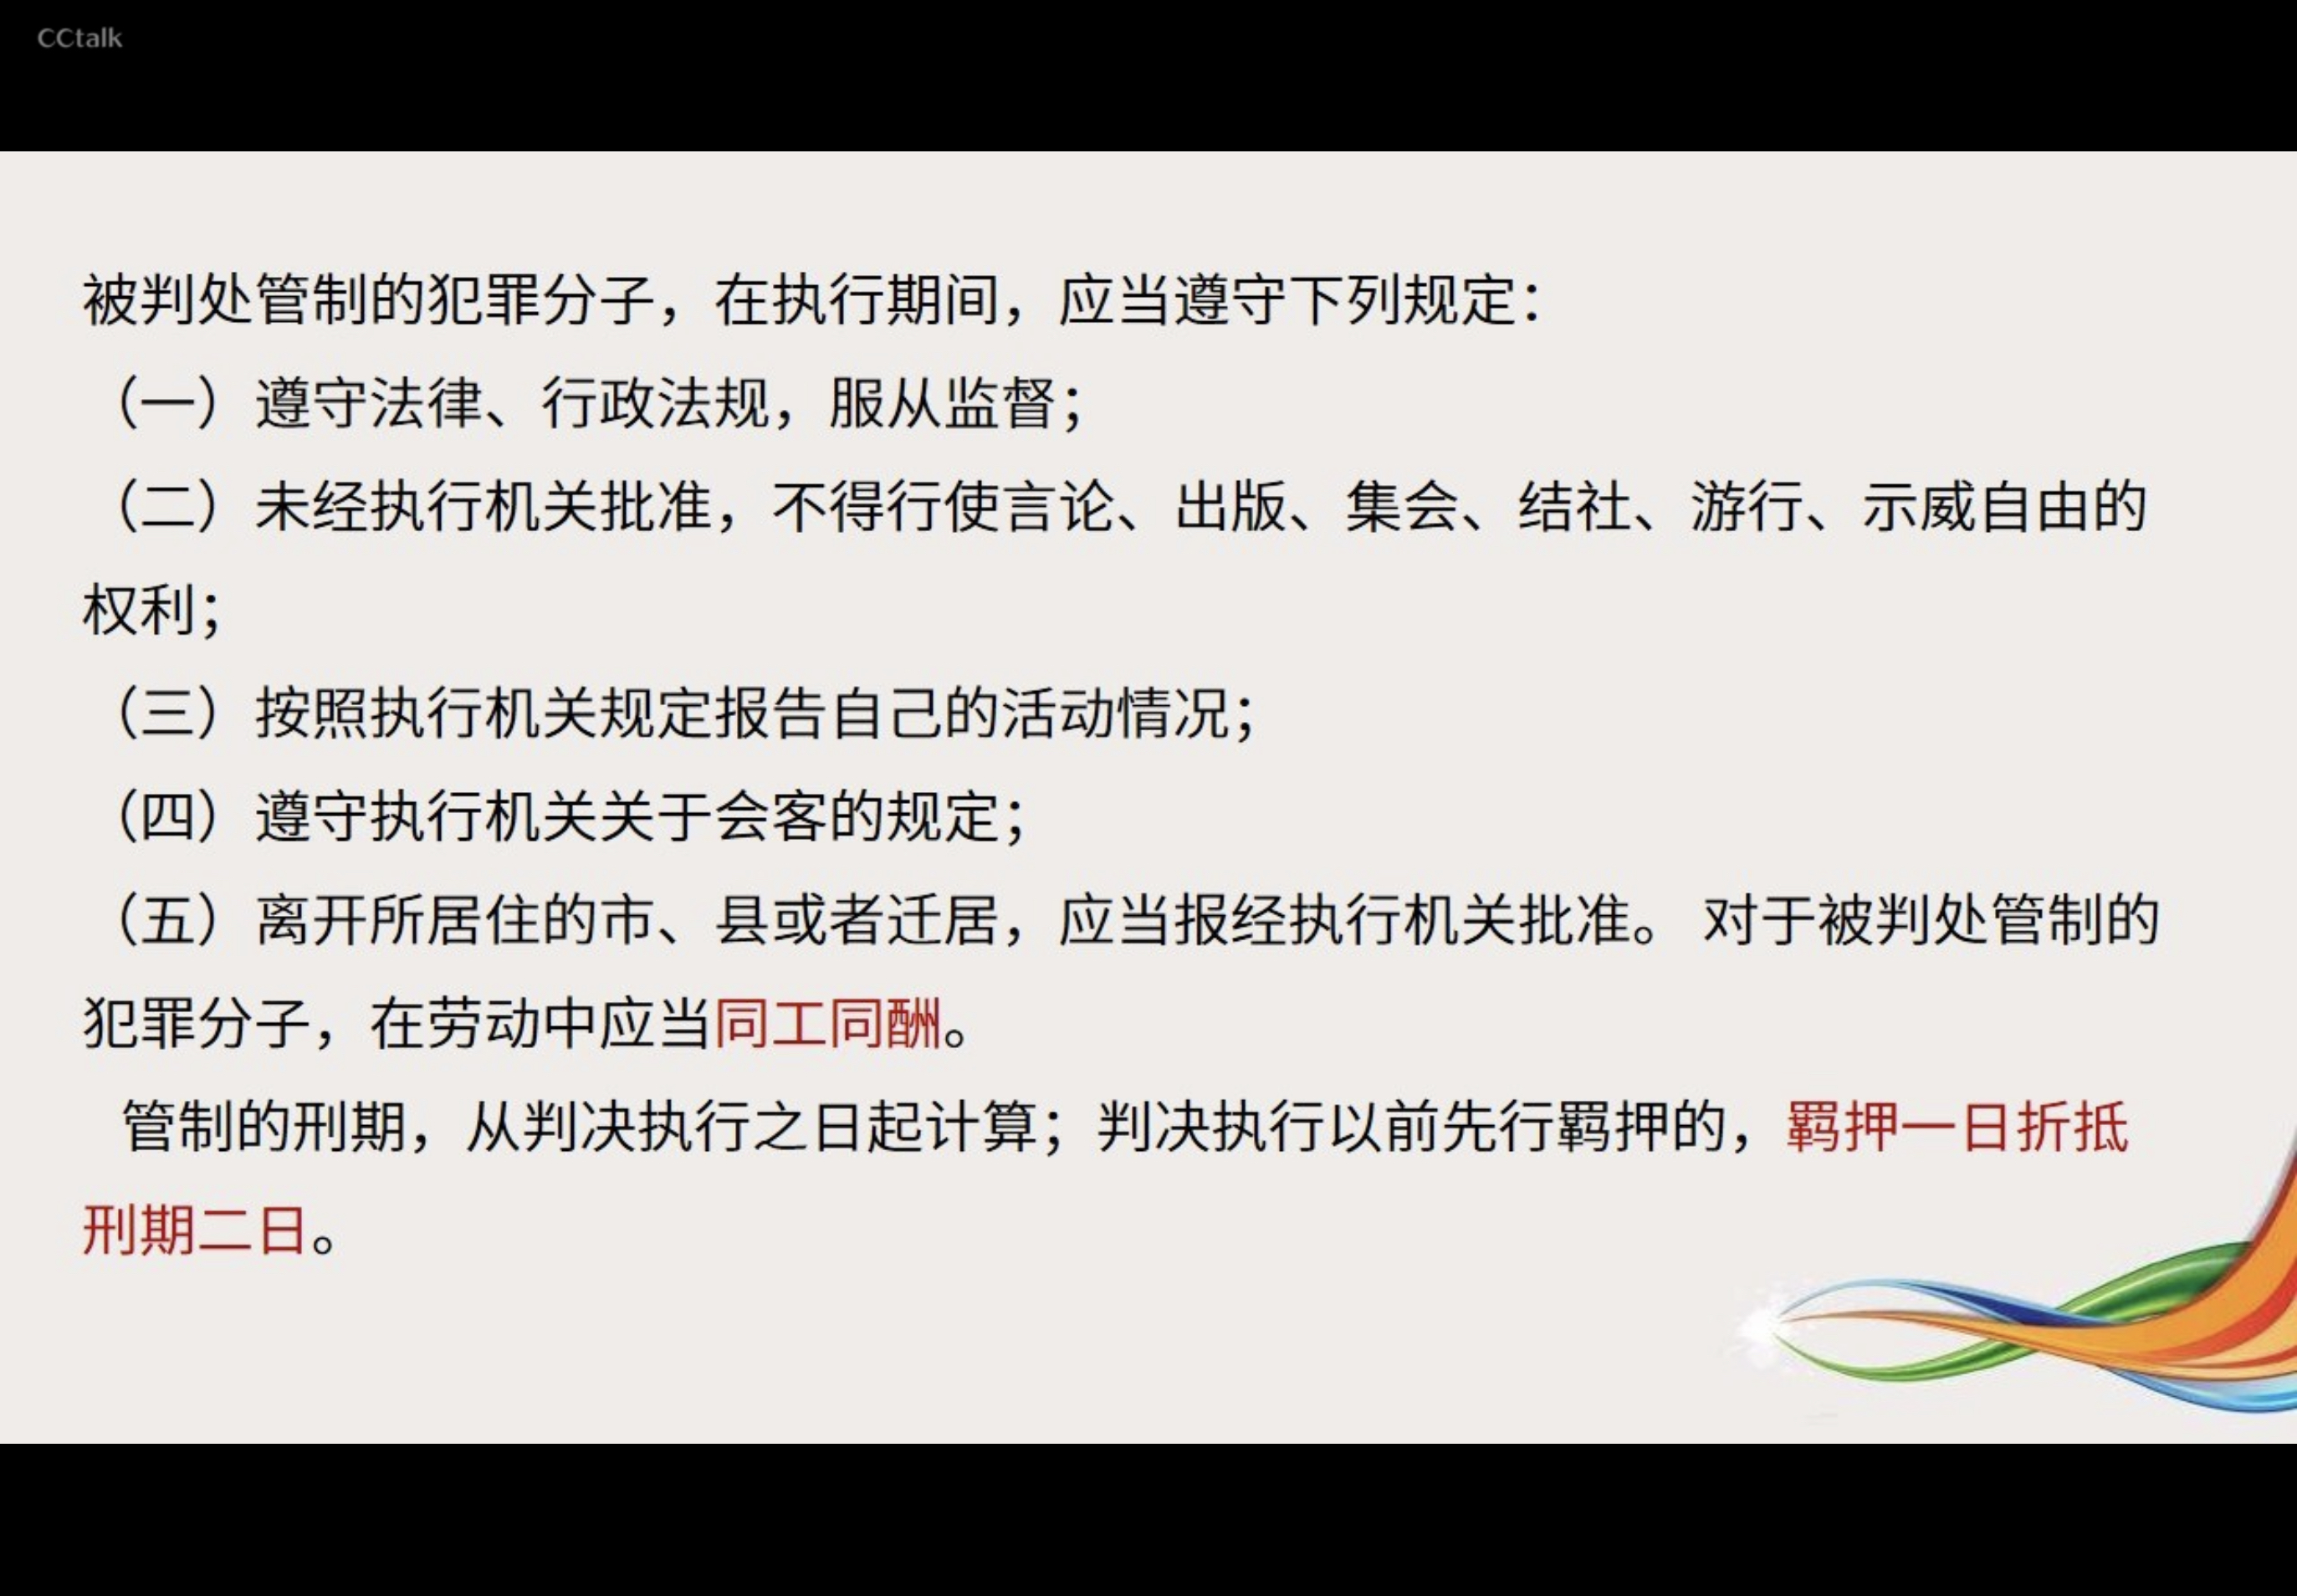 CCtalk
被判处管制的犯罪分子，在执行期间，应当遵守下列规定：
（一）遵守法律、行政法规，服从监督；
（二）未经执行机关批准，不得行使言论、出版、集会、结社、游行、示威自由的
权利；
（三）按照执行机关规定报告自己的活动情况；
（四）遵守执行机关关于会客的规定；
（五）离开所居住的市、县或者迁居，应当报经执行机关批准。 对于被判处管制的
犯罪分子，在劳动中应当同工同酬。
管制的刑期，从判决执行之日起计算；判决执行以前先行羁押的，羁押一日折抵
刑期二日。